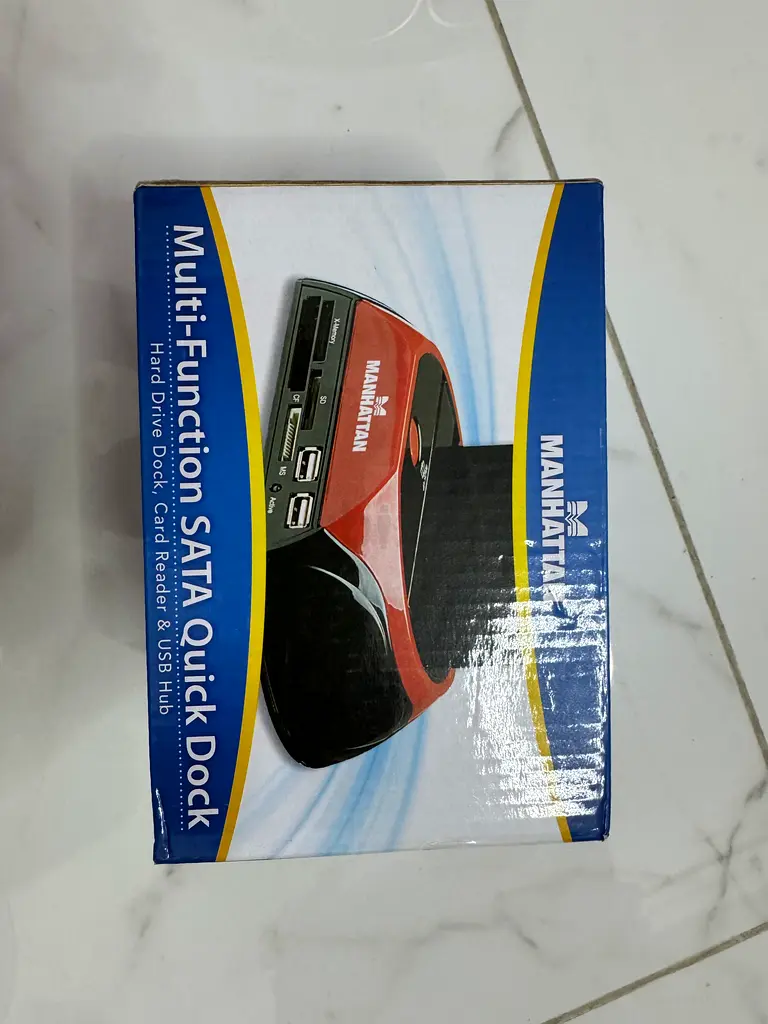 MANHATTAN
MANHATTAN
X-Memory
SD
CF
MS
Active
Multi-Function SATA Quick Dock
Hard Drive Dock, Card Reader & USB Hub